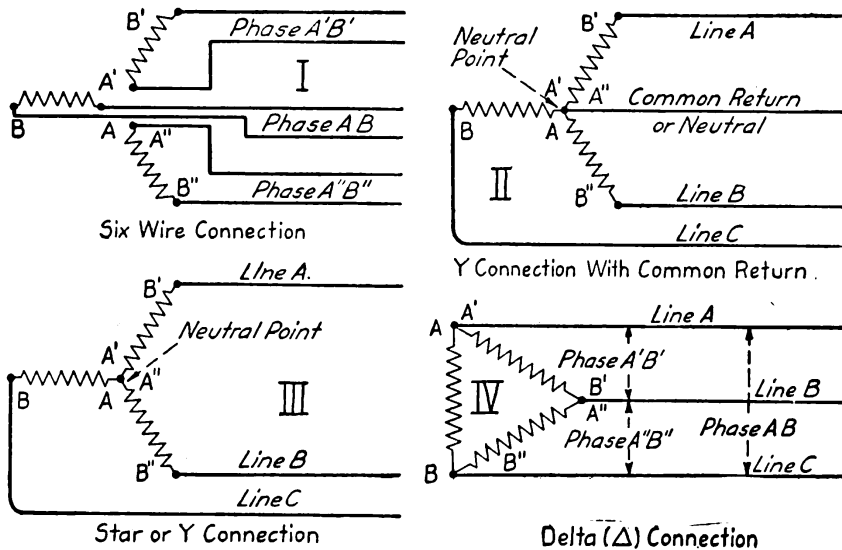 B'
Phase A'B'
I
A'
B
A
Phase AB
A"
B"
Phase A"B"
Six Wire Connection
Neutral
Point
B'
Line A
A'
A"
Common Return
or Neutral
B
A
II
B"
Line B
Line C
Y Connection With Common Return.
B'
LIne A.
Neutral Point
A'
A"
B
A
III
B"
Line B
Line C
Star or Y Connection
A
A'
Line A
Phase A'B'
IV
B'
A"
Line B
Phase A"B"
Phase AB
B"
B
Line C
Delta (Δ) Connection